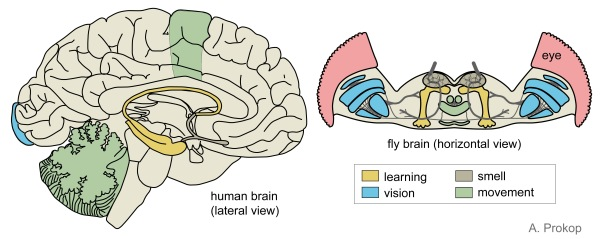 eye
human brain
(lateral view)
fly brain (horizontal view)
learning
smell
vision
movement
A. Prokop